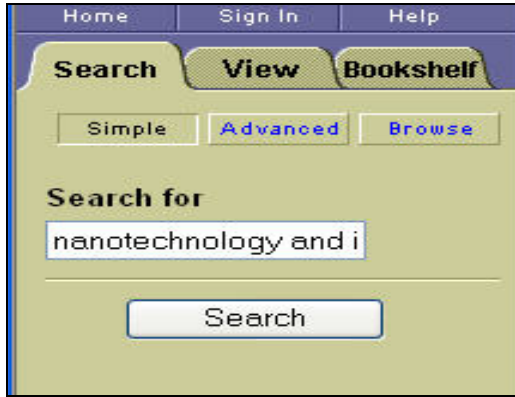 Home Sign In Help
Search View Bookshelf
Simple Advanced Browse
Search for
nanotechnology and i
Search